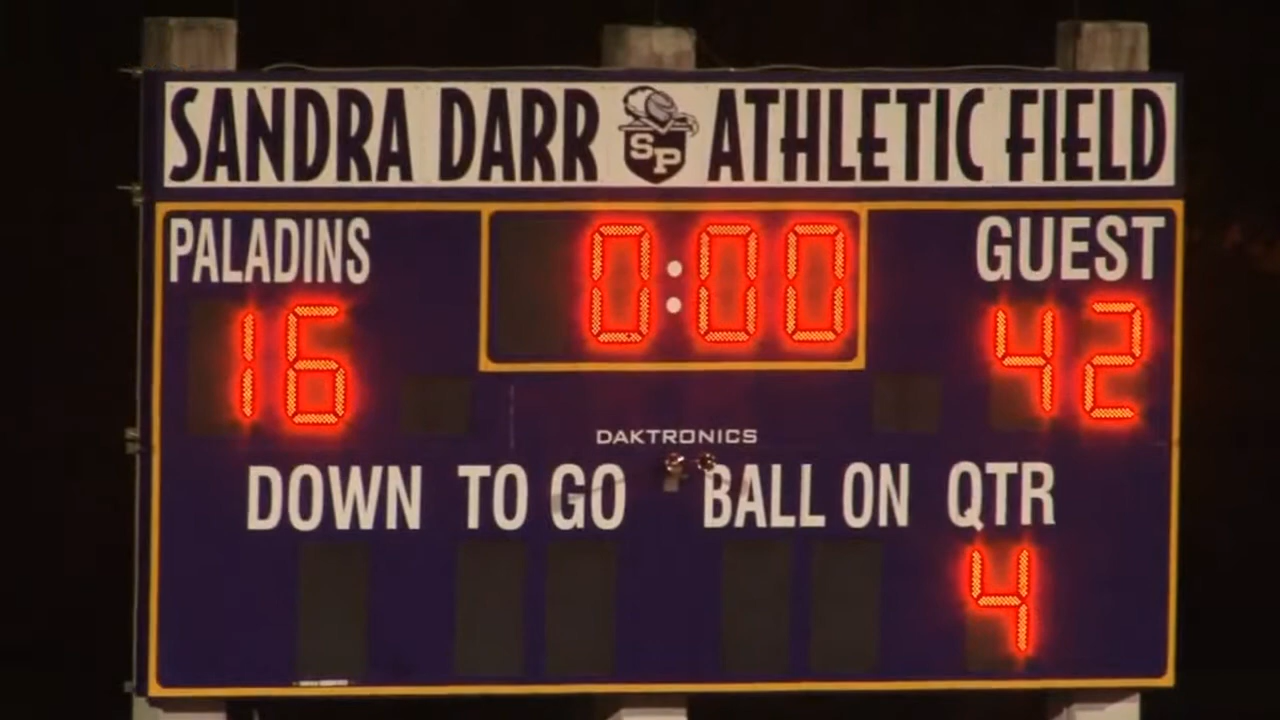 SANDRA DARR SP ATHLETIC FIELD
PALADINS 0:00 GUEST
16 42
DAKTRONICS
DOWN TO GO BALL ON QTR
4